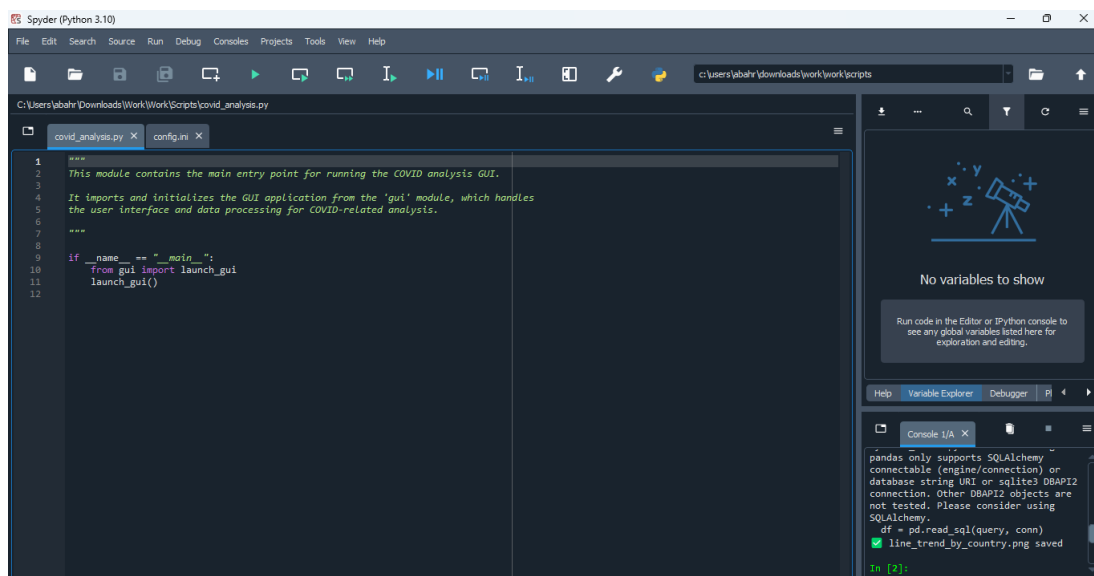 Spyder (Python 3.10)
File Edit Search Source Run Debug Consoles Projects Tools View Help
c:\users\abahr\downloads\work\work\scripts
C:\Users\abahr\Downloads\Work\Work\Scripts\covid_analysis.py
covid_analysis.py config.ini
1 """
2 This module contains the main entry point for running the COVID analysis GUI.
3
4 It imports and initializes the GUI application from the 'gui' module, which handles
5 the user interface and data processing for COVID-related analysis.
6
7 """
8
9 if __name__ == "__main__":
10     from gui import launch_gui
11     launch_gui()
12
x y z
No variables to show
Run code in the Editor or IPython console to
see any global variables listed here for
exploration and editing.
Help Variable Explorer Debugger
Console 1/A
pandas only supports SQLAlchemy
connectable (engine/connection) or
database string URI or sqlite3 DBAPI2
connection. Other DBAPI2 objects are
not tested. Please consider using
SQLAlchemy.
  df = pd.read_sql(query, conn)
✅ line_trend_by_country.png saved
In [2]: